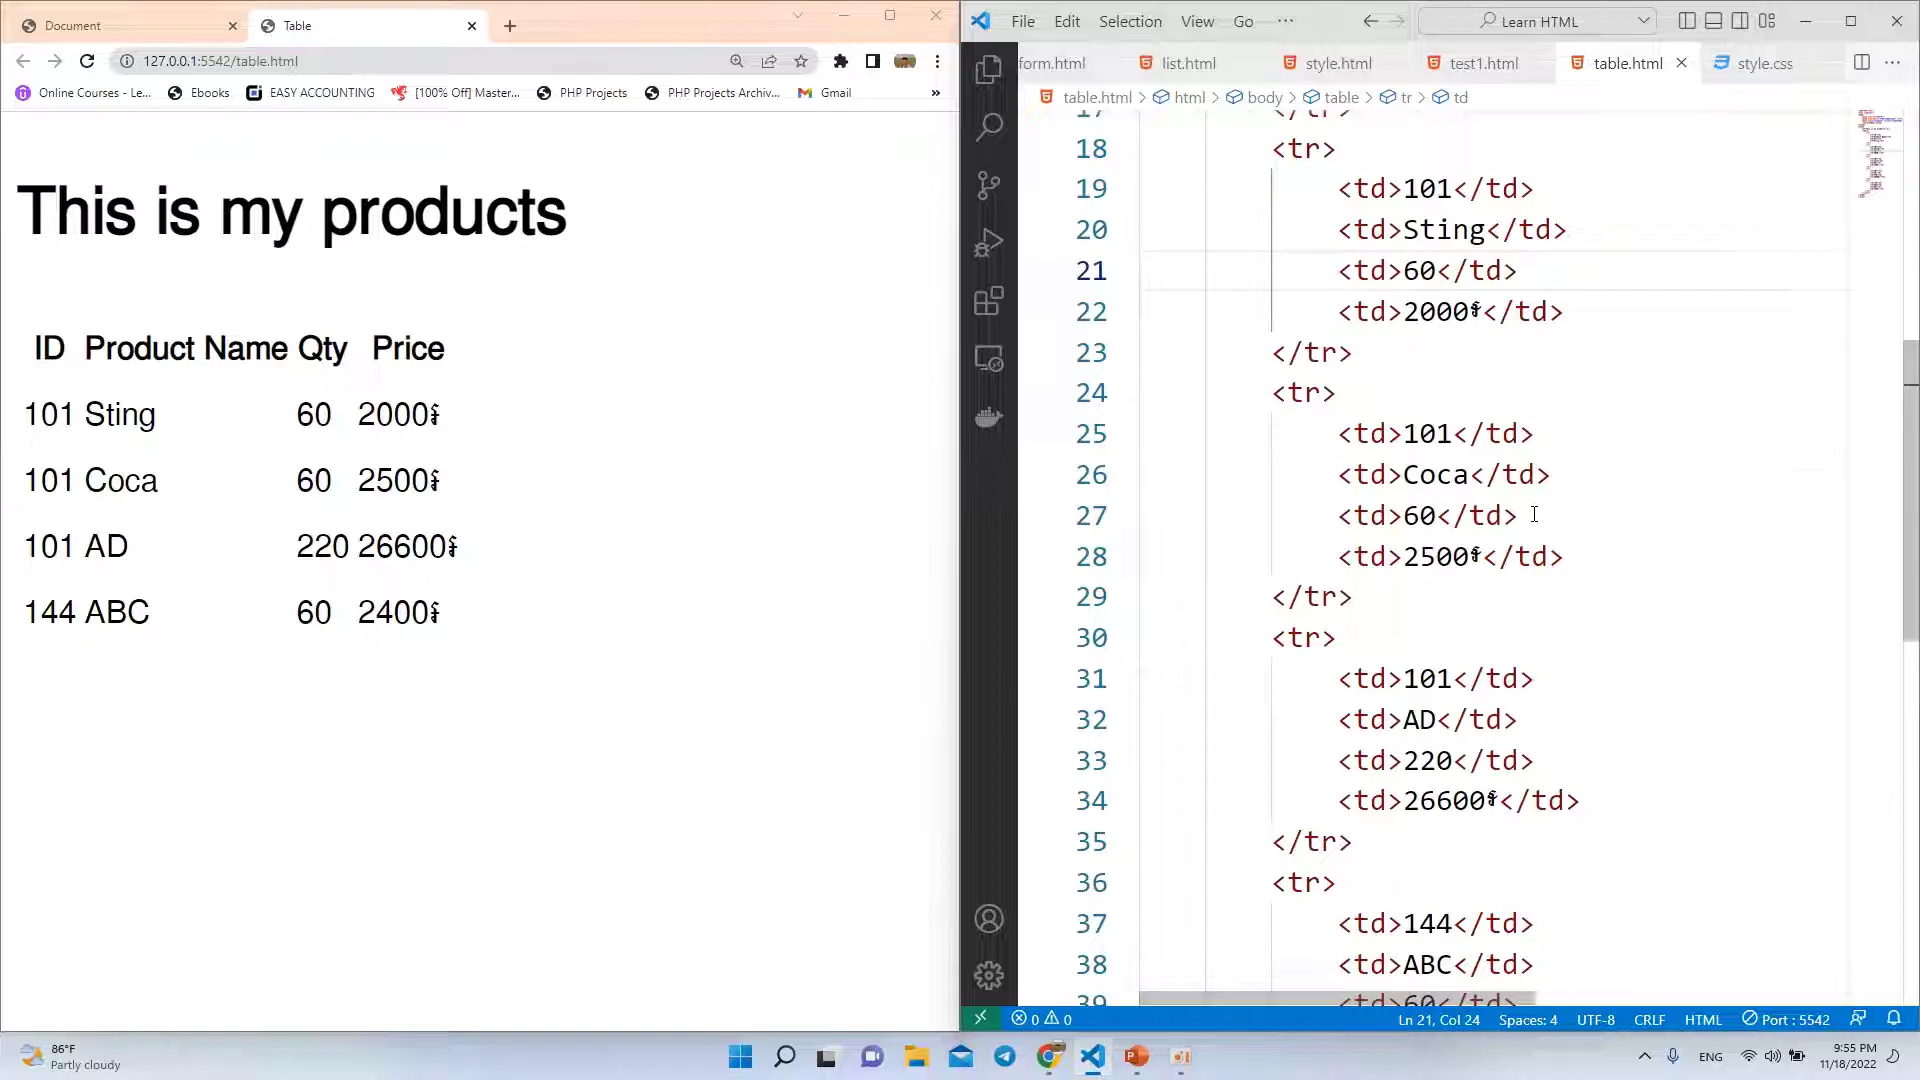 Document
Table
127.0.0.1:5542/table.html
Online Courses - Le...
Ebooks
EASY ACCOUNTING
[100% Off] Master...
PHP Projects
PHP Projects Archiv...
Gmail
»
This is my products
ID Product Name Qty Price
101 Sting 60 2000៛
101 Coca 60 2500៛
101 AD 220 26600៛
144 ABC 60 2400៛
File Edit Selection View Go ···
Learn HTML
form.html list.html style.html test1.html table.html style.css
table.html > html > body > table > tr > td
17 </tr>
18 <tr>
19 <td>101</td>
20 <td>Sting</td>
21 <td>60</td>
22 <td>2000៛</td>
23 </tr>
24 <tr>
25 <td>101</td>
26 <td>Coca</td>
27 <td>60</td>
28 <td>2500៛</td>
29 </tr>
30 <tr>
31 <td>101</td>
32 <td>AD</td>
33 <td>220</td>
34 <td>26600៛</td>
35 </tr>
36 <tr>
37 <td>144</td>
38 <td>ABC</td>
39 <td>60</td>
0 0
Ln 21, Col 24 Spaces: 4 UTF-8 CRLF HTML Port : 5542
86°F
Partly cloudy
ENG
9:55 PM
11/18/2022